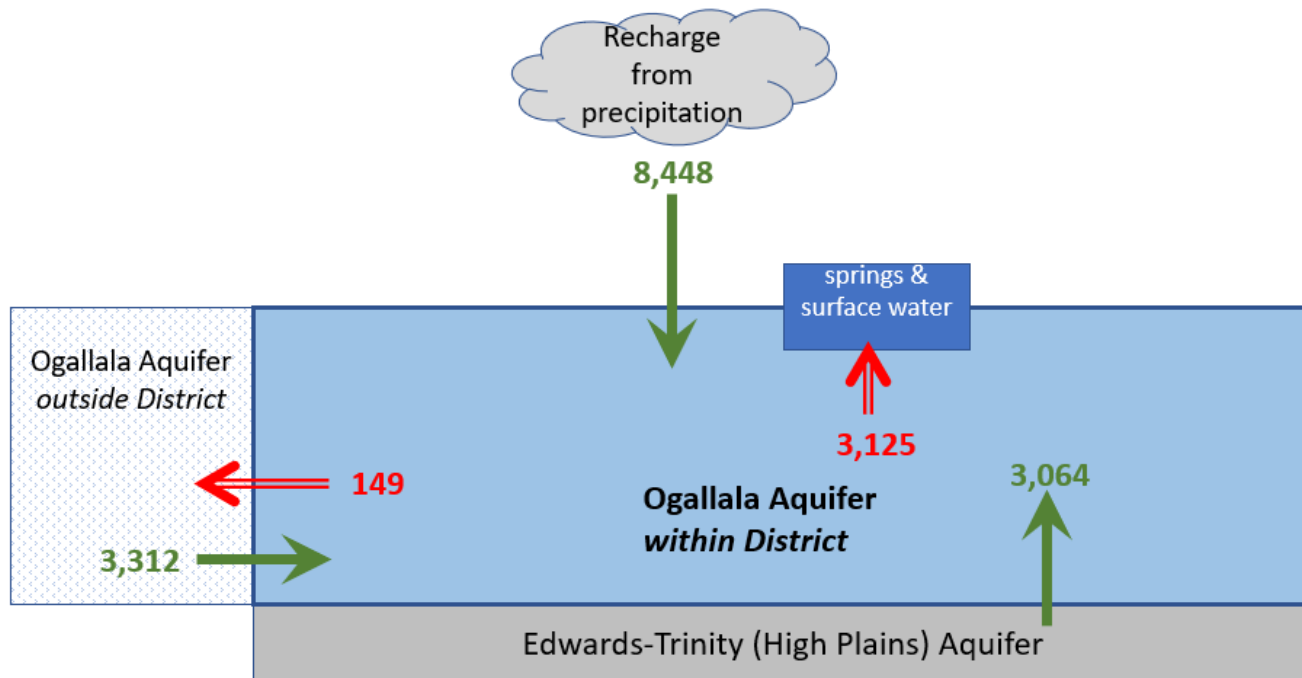 Recharge
from
precipitation
8,448
springs &
surface water
Ogallala Aquifer
outside District
3,125
149
3,064
Ogallala Aquifer
within District
3,312
Edwards-Trinity (High Plains) Aquifer